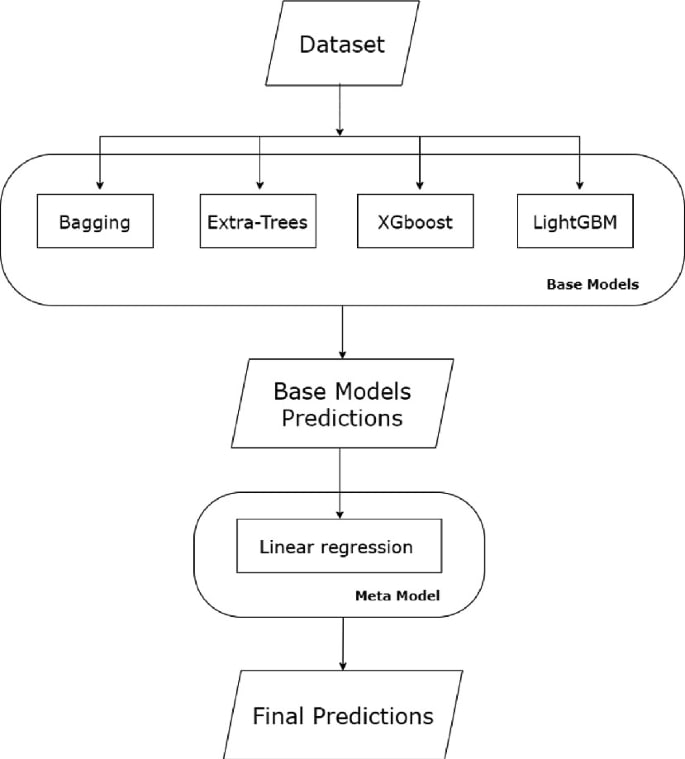 Dataset
Bagging
Extra-Trees
XGboost
LightGBM
Base Models
Base Models
Predictions
Linear regression
Meta Model
Final Predictions